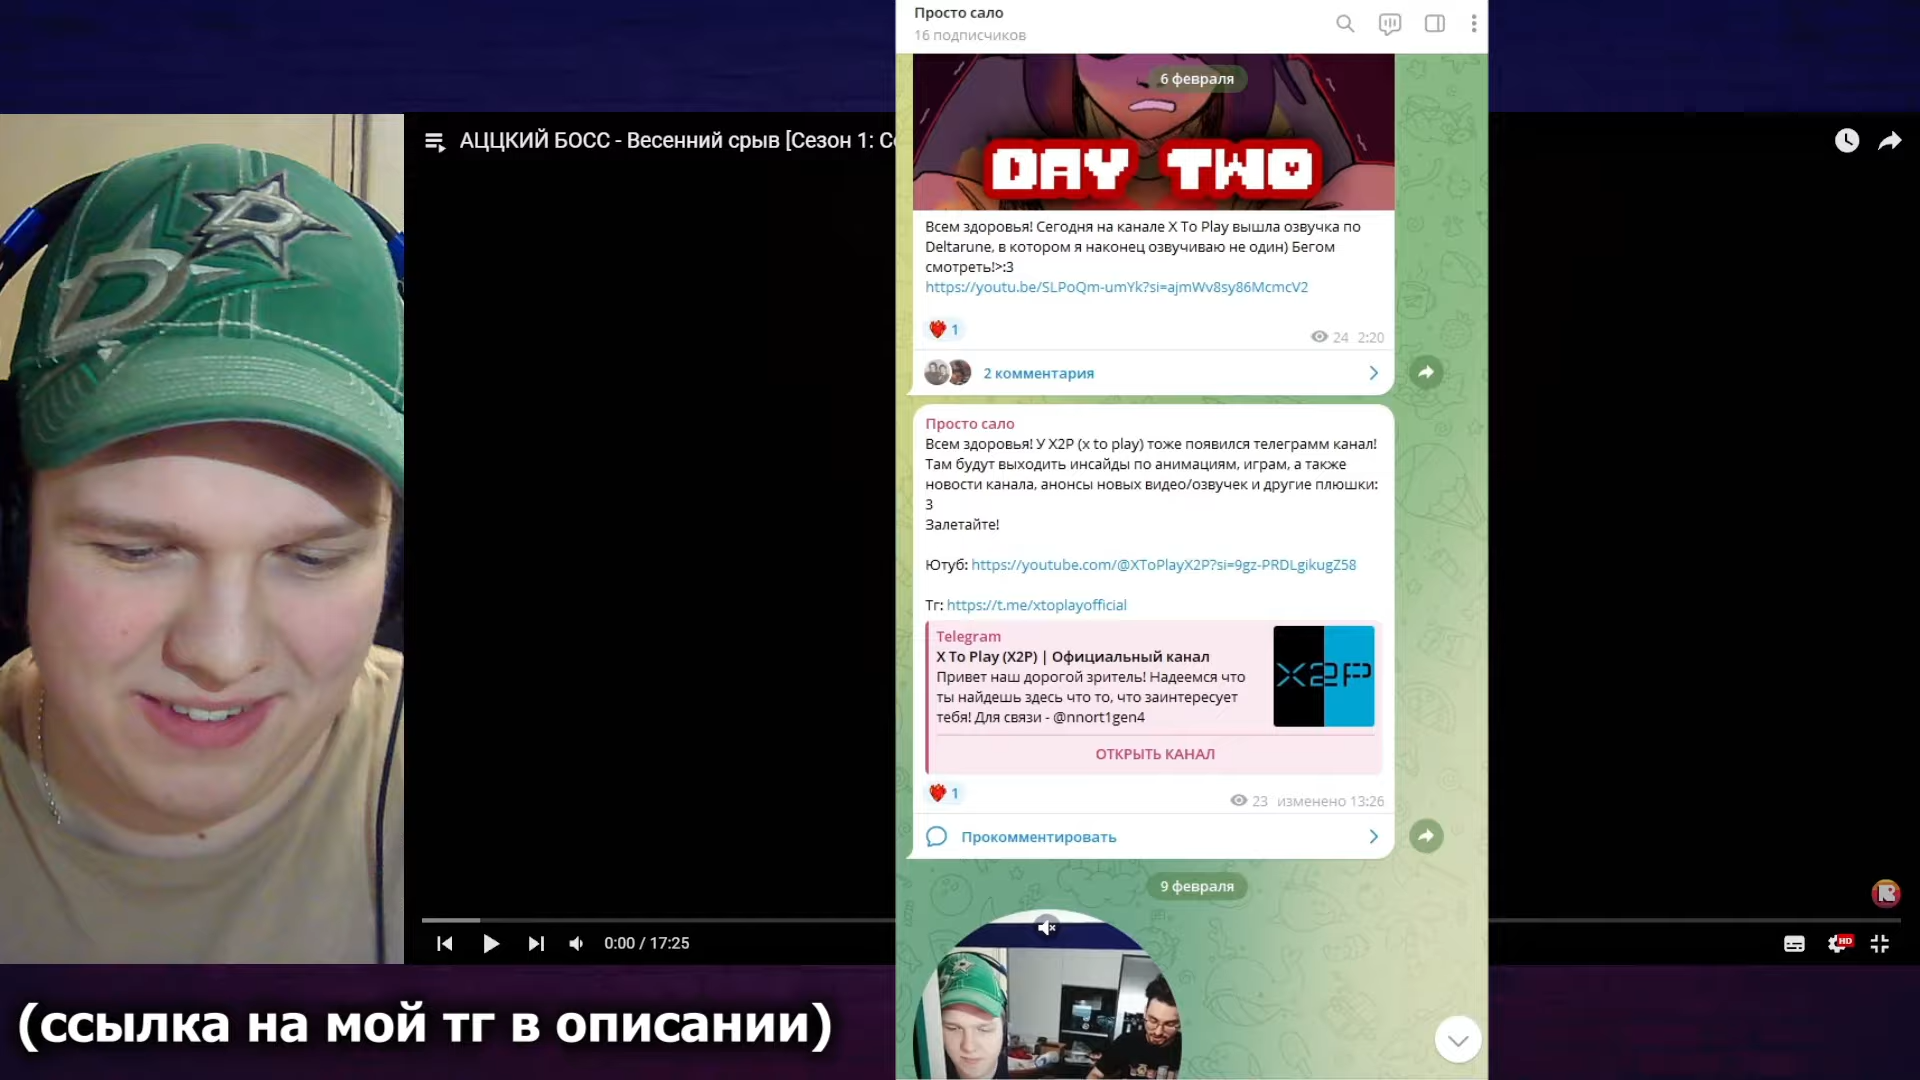 Просто сало
16 подписчиков
6 февраля
АЦЦКИЙ БОСС - Весенний срыв [Сезон 1:
DAY TWO
Всем здоровья! Сегодня на канале X To Play вышла озвучка по
Deltarune, в котором я наконец озвучиваю не один) Бегом
смотреть!>:3
https://youtu.be/SLPoQm-umYk?si=ajmWv8sy86McmcV2
1
24 2:20
2 комментария
Просто сало
Всем здоровья! У X2P (x to play) тоже появился телеграмм канал!
Там будут выходить инсайды по анимациям, играм, а также
новости канала, анонсы новых видео/озвучек и другие плюшки:
3
Залетайте!
Ютуб: https://youtube.com/@XToPlayX2P?si=9gz-PRDLgikugZ58
Тг: https://t.me/xtoplayofficial
Telegram
X To Play (X2P) | Официальный канал
Привет наш дорогой зритель! Надеемся что
ты найдешь здесь что то, что заинтересует
тебя! Для связи - @nnort1gen4
X2P
ОТКРЫТЬ КАНАЛ
1
23 изменено 13:26
Прокомментировать
9 февраля
0:00 / 17:25
HD
(ссылка на мой тг в описании)